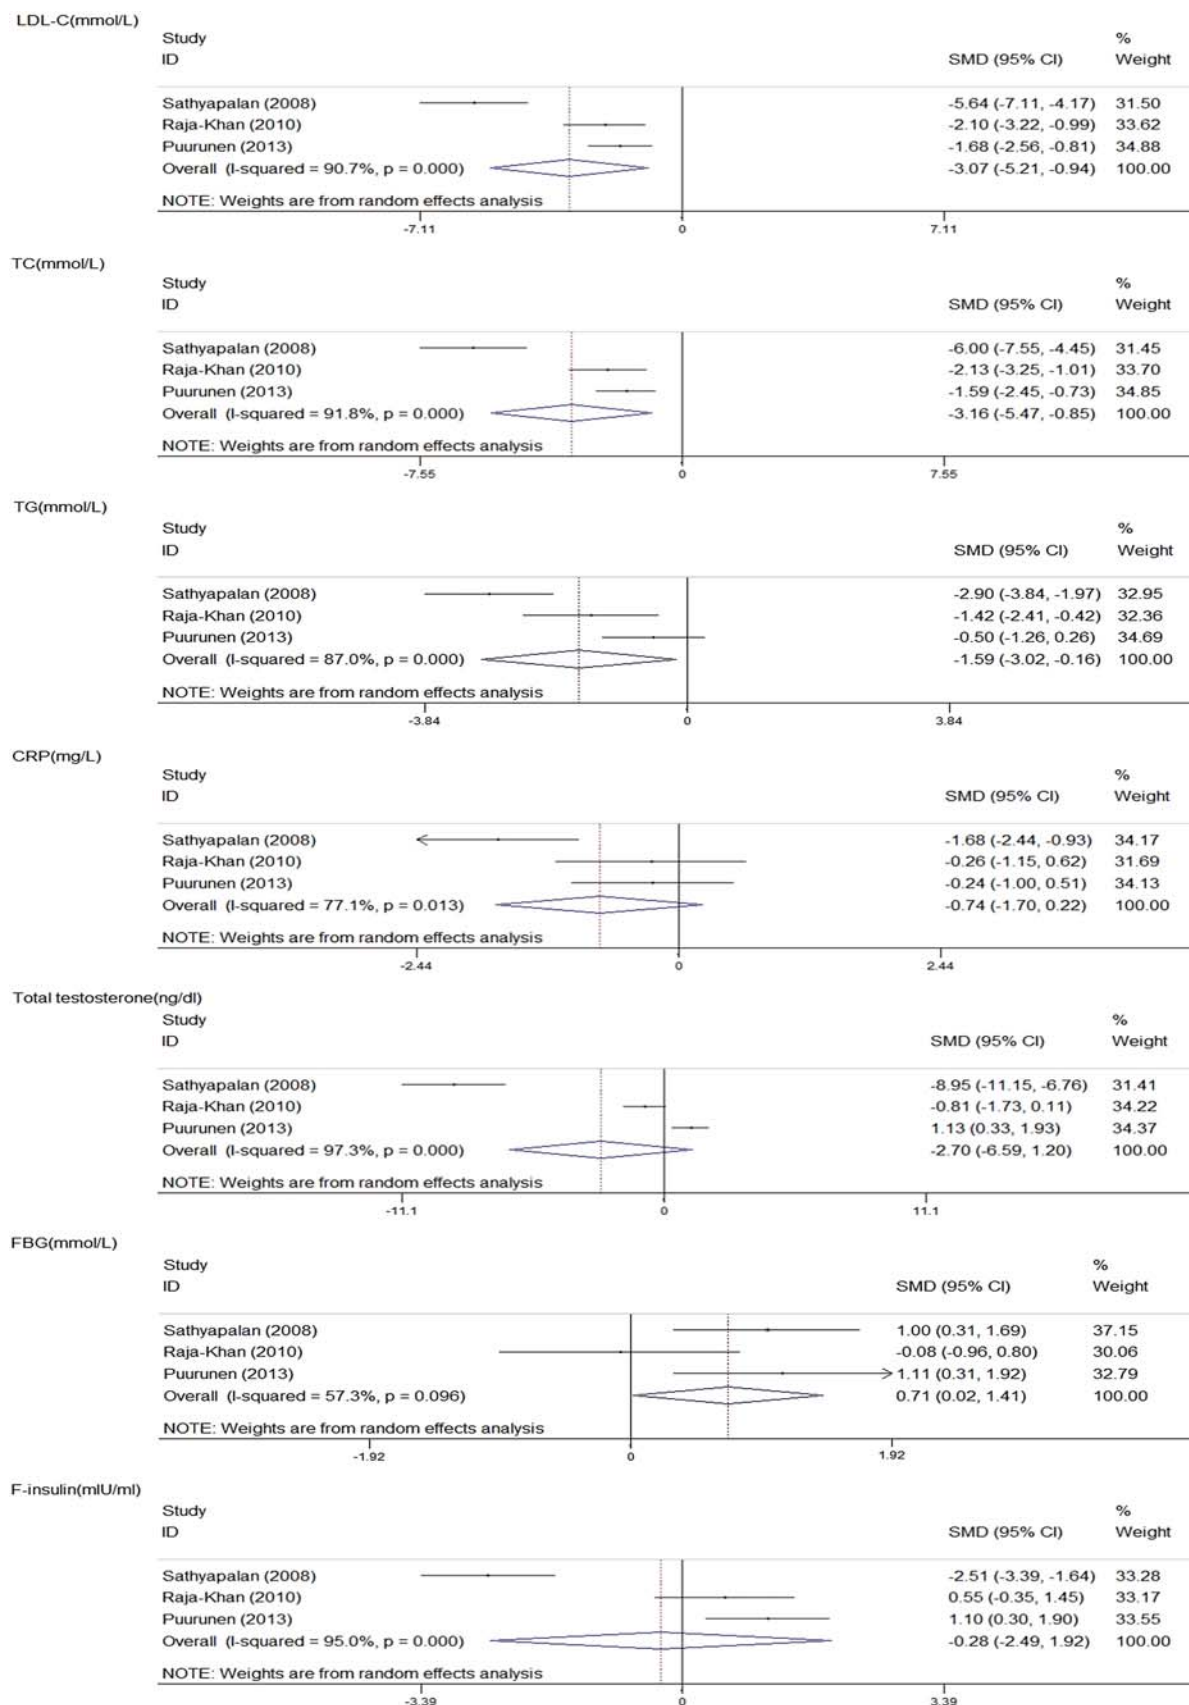 LDL-C(mmol/L)
Study %
ID SMD (95% CI) Weight
Sathyapalan (2008) -5.64 (-7.11, -4.17) 31.50
Raja-Khan (2010) -2.10 (-3.22, -0.99) 33.62
Puurunen (2013) -1.68 (-2.56, -0.81) 34.88
Overall (I-squared = 90.7%, p = 0.000) -3.07 (-5.21, -0.94) 100.00
NOTE: Weights are from random effects analysis
-7.11 0 7.11
TC(mmol/L)
Study %
ID SMD (95% CI) Weight
Sathyapalan (2008) -6.00 (-7.55, -4.45) 31.45
Raja-Khan (2010) -2.13 (-3.25, -1.01) 33.70
Puurunen (2013) -1.59 (-2.45, -0.73) 34.85
Overall (I-squared = 91.8%, p = 0.000) -3.16 (-5.47, -0.85) 100.00
NOTE: Weights are from random effects analysis
-7.55 0 7.55
TG(mmol/L)
Study %
ID SMD (95% CI) Weight
Sathyapalan (2008) -2.90 (-3.84, -1.97) 32.95
Raja-Khan (2010) -1.42 (-2.41, -0.42) 32.36
Puurunen (2013) -0.50 (-1.26, 0.26) 34.69
Overall (I-squared = 87.0%, p = 0.000) -1.59 (-3.02, -0.16) 100.00
NOTE: Weights are from random effects analysis
-3.84 0 3.84
CRP(mg/L)
Study %
ID SMD (95% CI) Weight
Sathyapalan (2008) -1.68 (-2.44, -0.93) 34.17
Raja-Khan (2010) -0.26 (-1.15, 0.62) 31.69
Puurunen (2013) -0.24 (-1.00, 0.51) 34.13
Overall (I-squared = 77.1%, p = 0.013) -0.74 (-1.70, 0.22) 100.00
NOTE: Weights are from random effects analysis
-2.44 0 2.44
Total testosterone(ng/dl)
Study %
ID SMD (95% CI) Weight
Sathyapalan (2008) -8.95 (-11.15, -6.76) 31.41
Raja-Khan (2010) -0.81 (-1.73, 0.11) 34.22
Puurunen (2013) 1.13 (0.33, 1.93) 34.37
Overall (I-squared = 97.3%, p = 0.000) -2.70 (-6.59, 1.20) 100.00
NOTE: Weights are from random effects analysis
-11.1 0 11.1
FBG(mmol/L)
Study %
ID SMD (95% CI) Weight
Sathyapalan (2008) 1.00 (0.31, 1.69) 37.15
Raja-Khan (2010) -0.08 (-0.96, 0.80) 30.06
Puurunen (2013) 1.11 (0.31, 1.92) 32.79
Overall (I-squared = 57.3%, p = 0.096) 0.71 (0.02, 1.41) 100.00
NOTE: Weights are from random effects analysis
-1.92 0 1.92
F-insulin(mIU/ml)
Study %
ID SMD (95% CI) Weight
Sathyapalan (2008) -2.51 (-3.39, -1.64) 33.28
Raja-Khan (2010) 0.55 (-0.35, 1.45) 33.17
Puurunen (2013) 1.10 (0.30, 1.90) 33.55
Overall (I-squared = 95.0%, p = 0.000) -0.28 (-2.49, 1.92) 100.00
NOTE: Weights are from random effects analysis
-3.39 0 3.39